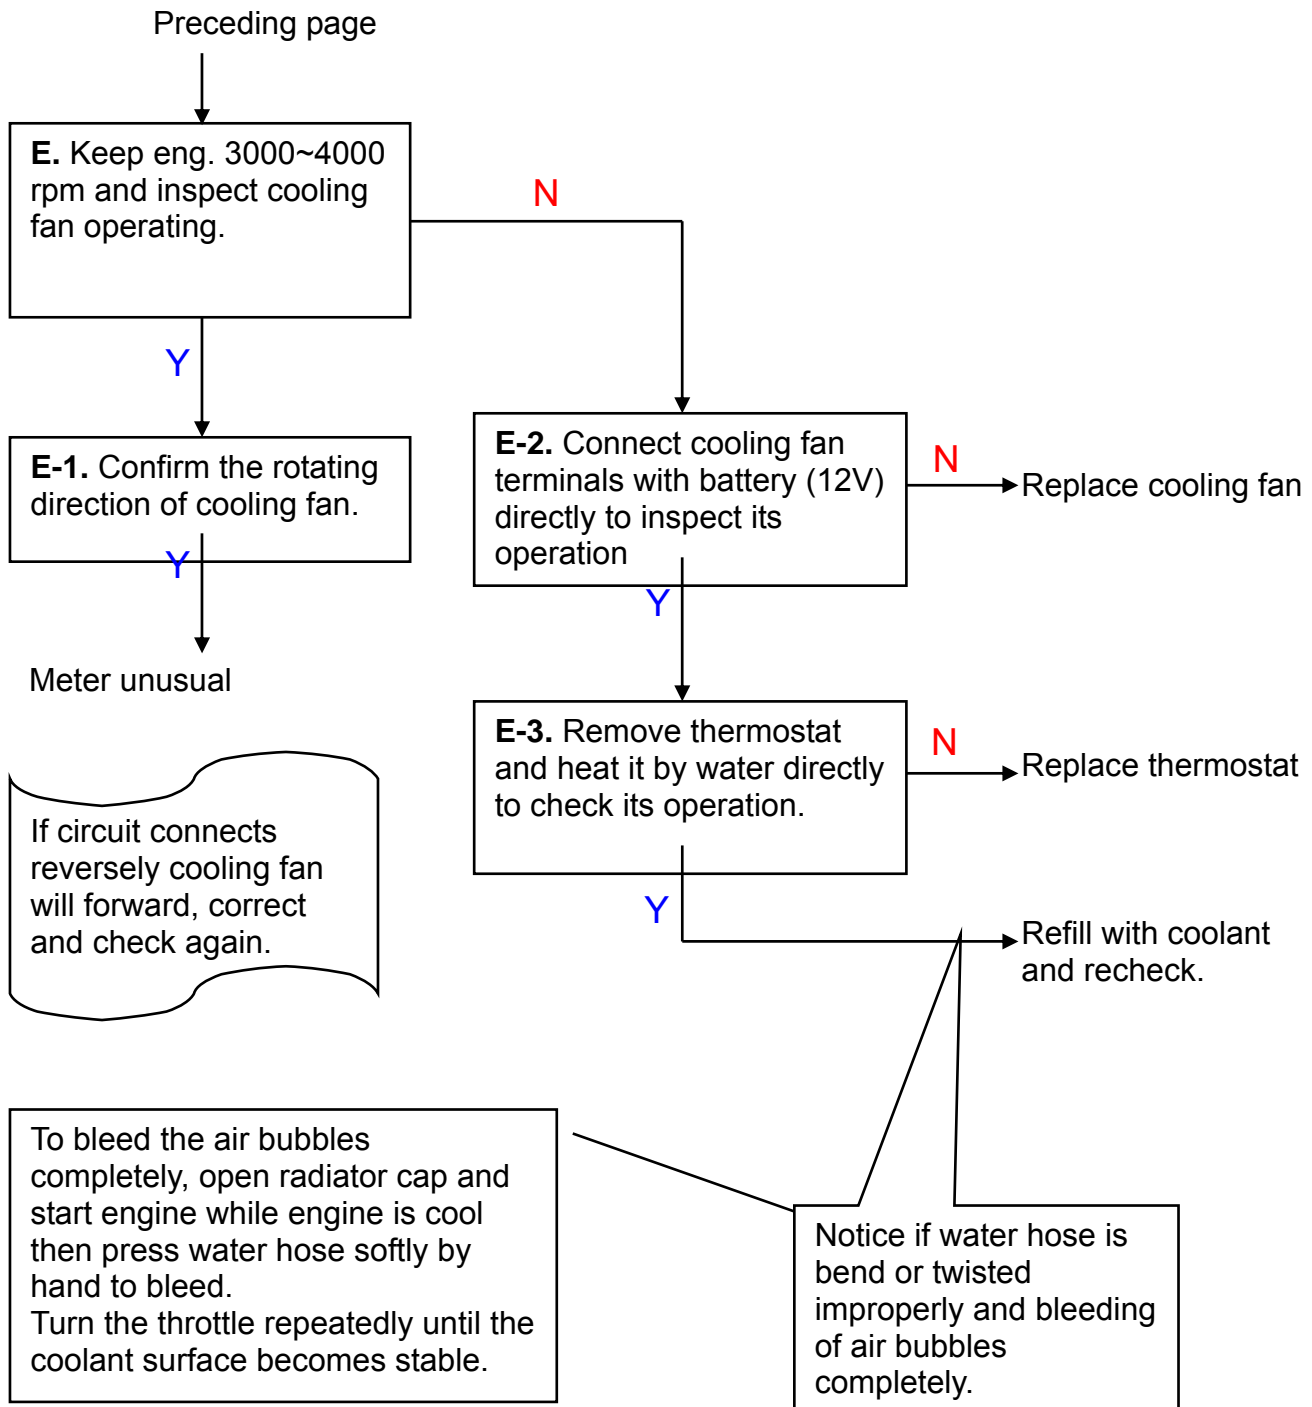 Preceding page
E. Keep eng. 3000~4000
rpm and inspect cooling
fan operating.
N
Y
E-1. Confirm the rotating
direction of cooling fan.
Y
Meter unusual
E-2. Connect cooling fan
terminals with battery (12V)
directly to inspect its
operation
N
Replace cooling fan
Y
E-3. Remove thermostat
and heat it by water directly
to check its operation.
N
Replace thermostat
Y
Refill with coolant
and recheck.
If circuit connects
reversely cooling fan
will forward, correct
and check again.
To bleed the air bubbles
completely, open radiator cap and
start engine while engine is cool
then press water hose softly by
hand to bleed.
Turn the throttle repeatedly until the
coolant surface becomes stable.
Notice if water hose is
bend or twisted
improperly and bleeding
of air bubbles
completely.